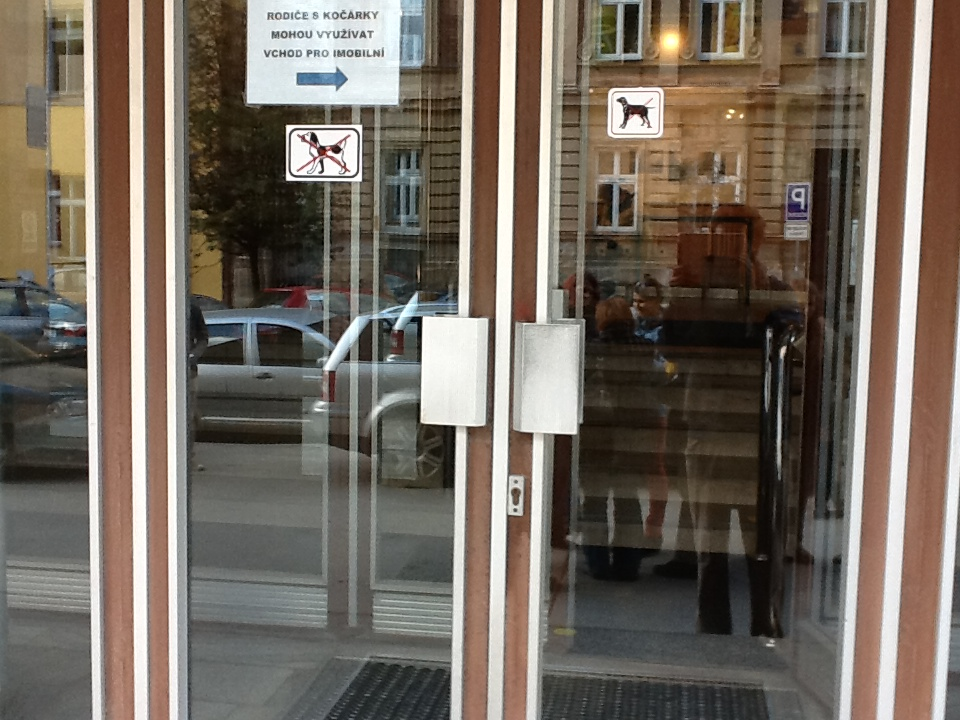 RODIČE S KOČÁRKY
MOHOU VYUŽÍVAT
VCHOD PRO IMOBILNÍ
P